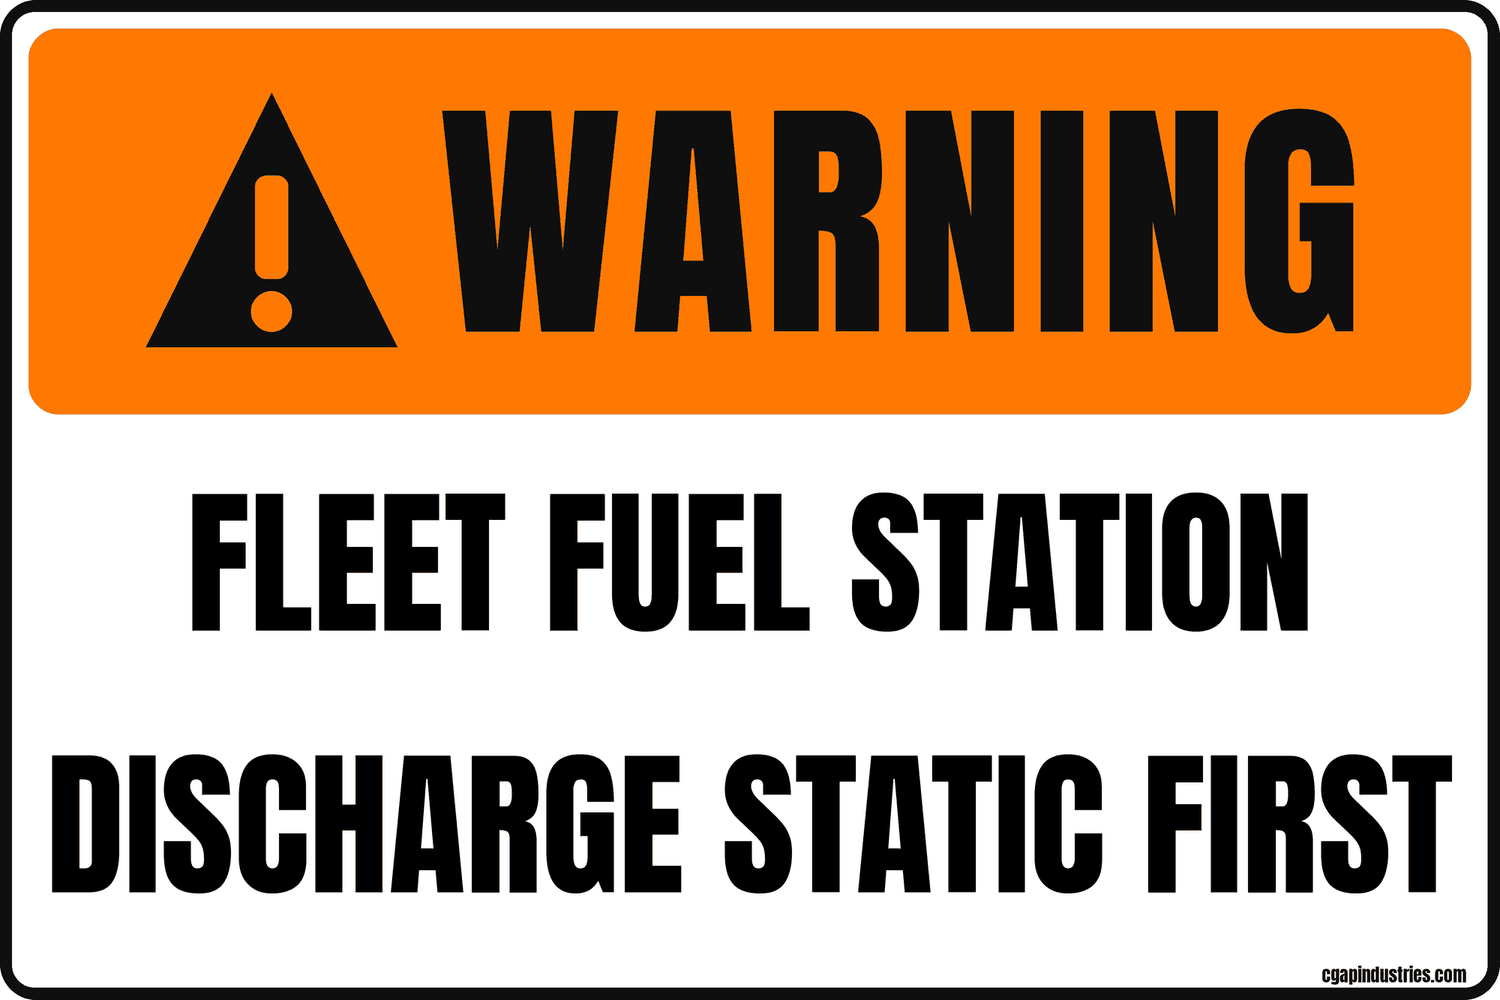 WARNING
FLEET FUEL STATION
DISCHARGE STATIC FIRST
cgapindustries.com